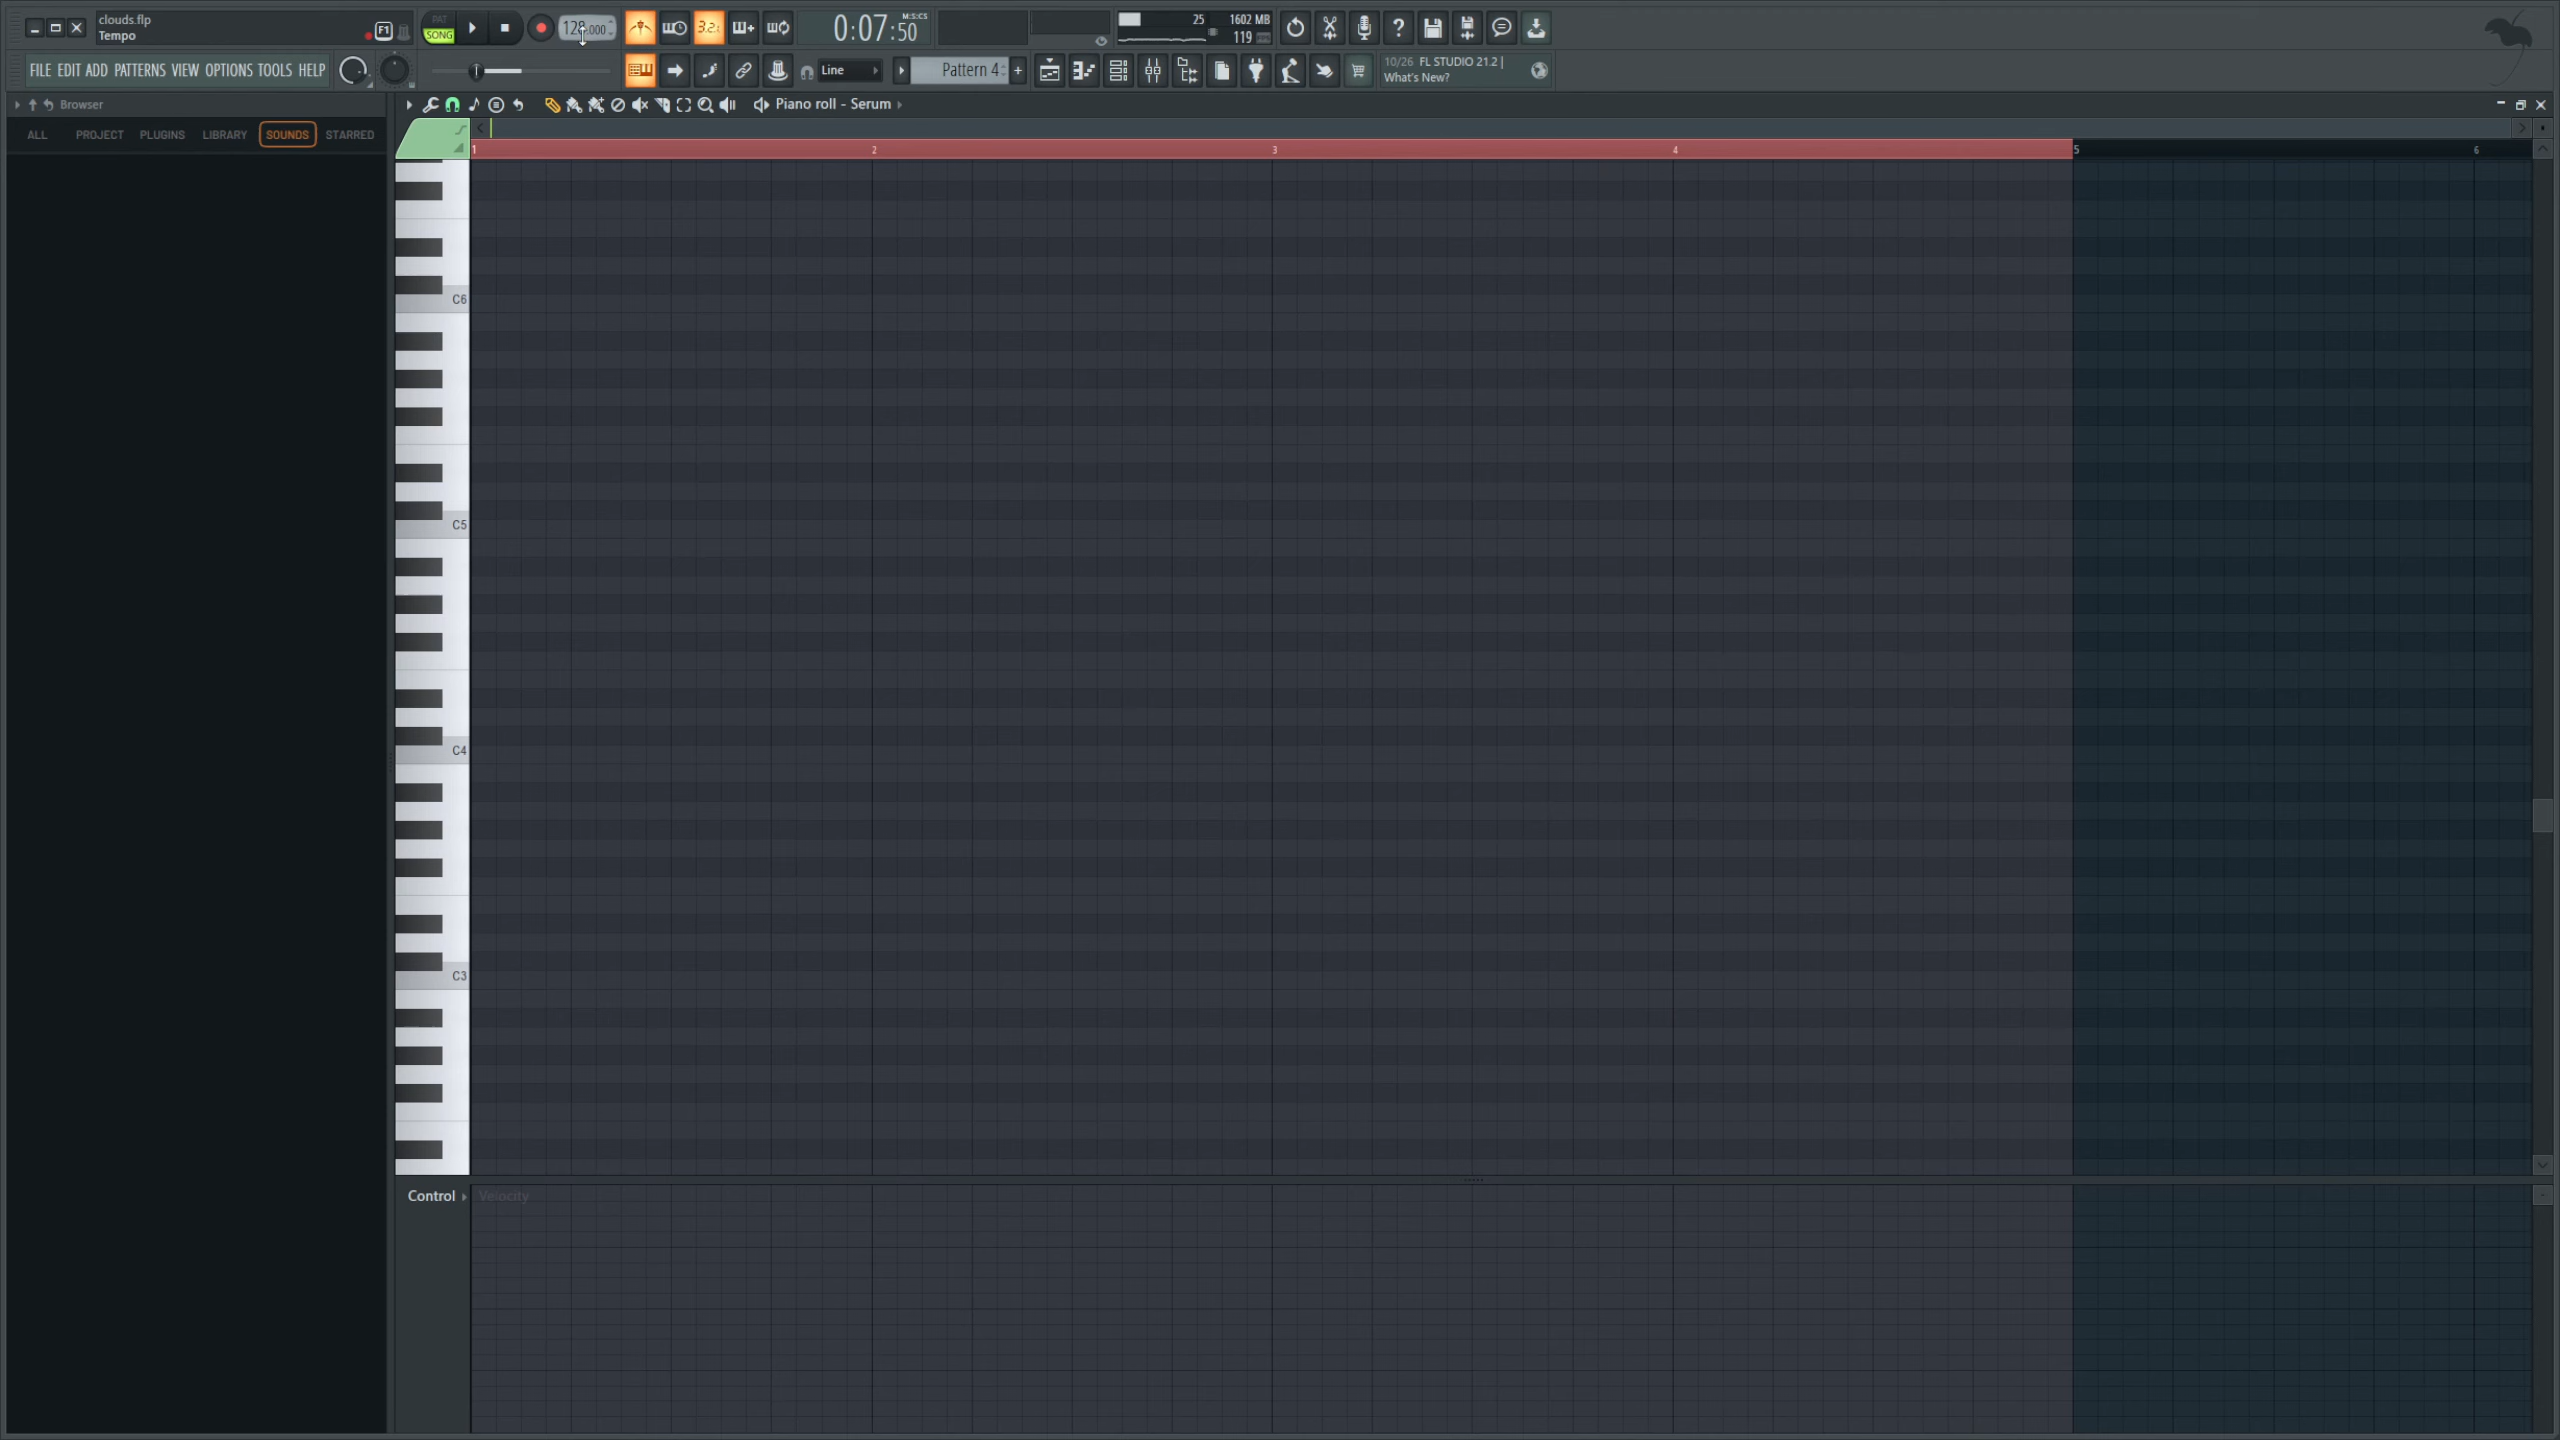 clouds.flp
Tempo
F1
PAT
SONG
.000
3.2.
0:07:50
M:S:CS
25
1602 MB
119
FILE EDIT ADD PATTERNS VIEW OPTIONS TOOLS HELP
Line
Pattern 4
10/26 FL STUDIO 21.2 |
What's New?
Browser
Piano roll - Serum
ALL PROJECT PLUGINS LIBRARY SOUNDS STARRED
1 2 3 4 5 6
C6
C5
C4
C3
Control
Velocity